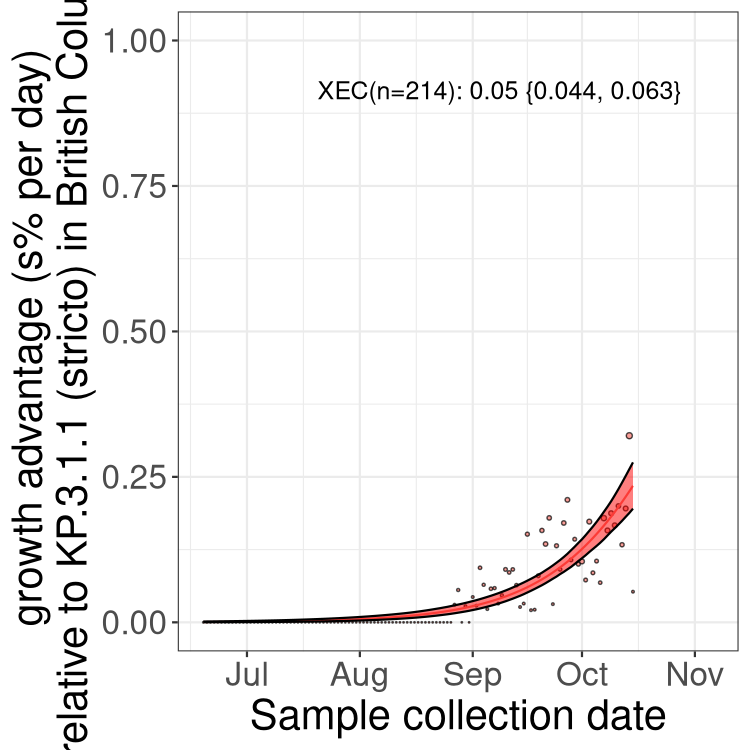 growth advantage (s% per day)
relative to KP.3.1.1 (stricto) in British Colu
1.00
0.75
0.50
0.25
0.00
XEC(n=214): 0.05 {0.044, 0.063}
Jul Aug Sep Oct Nov
Sample collection date